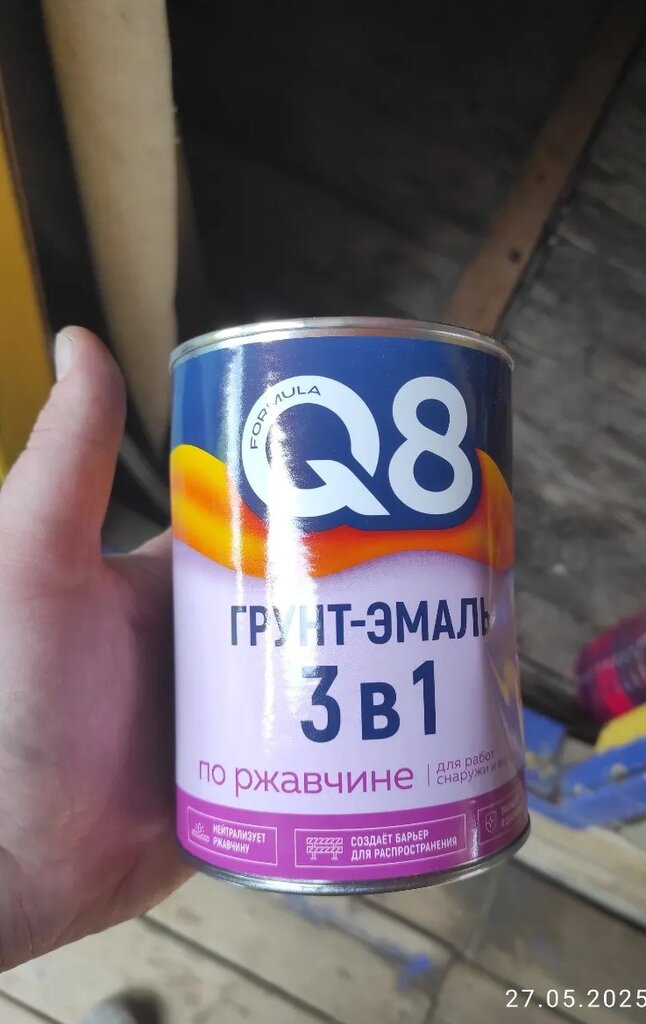 FORMULA
Q8
ГРУНТ-ЭМАЛЬ
3 в 1
по ржавчине
для работ
снаружи и
НЕЙТРАЛИЗУЕТ
РЖАВЧИНУ
СОЗДАЁТ БАРЬЕР
ДЛЯ РАСПРОСТРАНЕНИЯ
27.05.2025